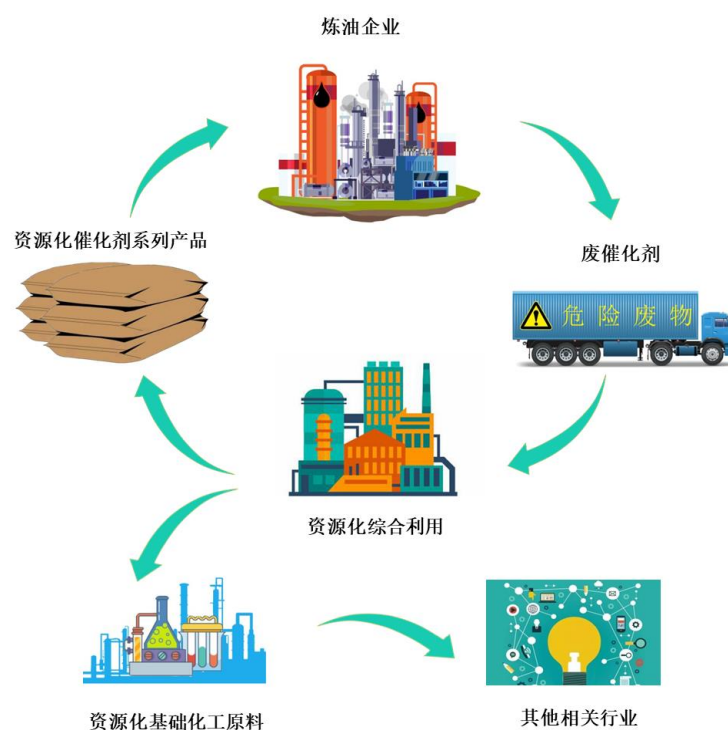 炼油企业
资源化催化剂系列产品
废催化剂
危险废物
资源化综合利用
资源化基础化工原料
其他相关行业